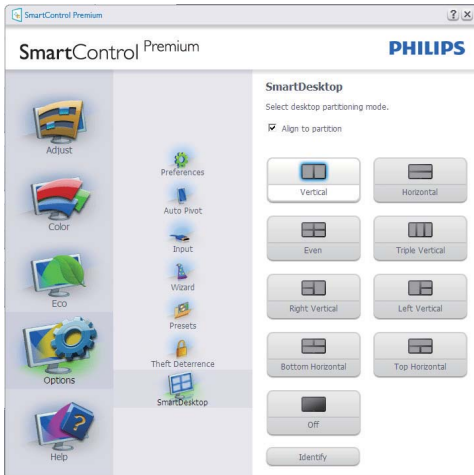 SmartControl Premium
SmartControl Premium
PHILIPS
Adjust
Color
Eco
Options
Help
Preferences
Auto Pivot
Input
Wizard
Presets
Theft Deterrence
SmartDesktop
SmartDesktop
Select desktop partitioning mode.
Align to partition
Vertical
Horizontal
Even
Triple Vertical
Right Vertical
Left Vertical
Bottom Horizontal
Top Horizontal
Off
Identify